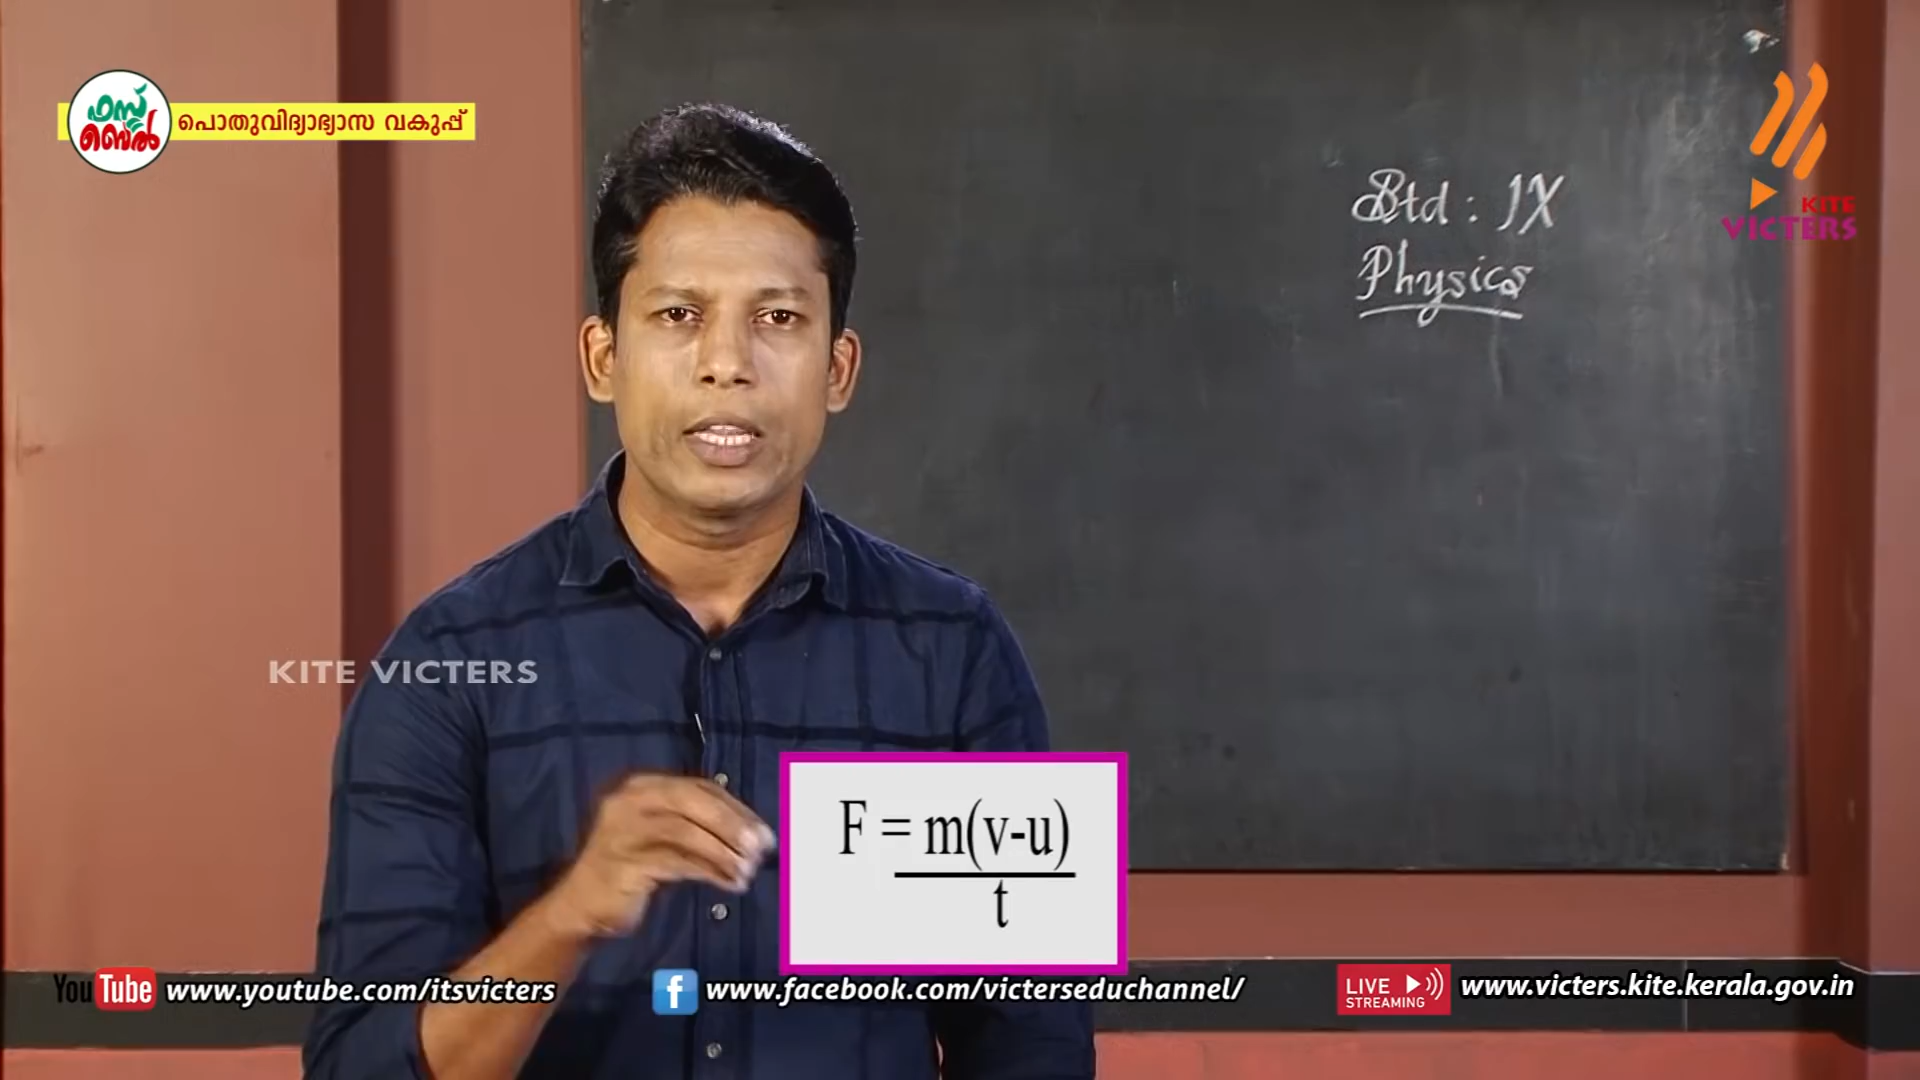 ഫസ്റ്റ്
ബെൽ
പൊതുവിദ്യാഭ്യാസ വകുപ്പ്
Std : IX
Physics
KITE
VICTERS
KITE VICTERS
F = m(v-u)
t
YouTube www.youtube.com/itsvicters
f www.facebook.com/victerseduchannel/
LIVE
STREAMING
www.victers.kite.kerala.gov.in